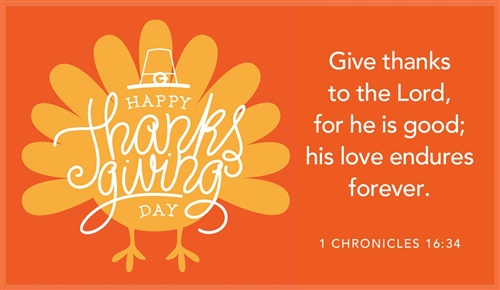 HAPPY
Thanks
giving
DAY
Give thanks
to the Lord,
for he is good;
his love endures
forever.
1 CHRONICLES 16:34